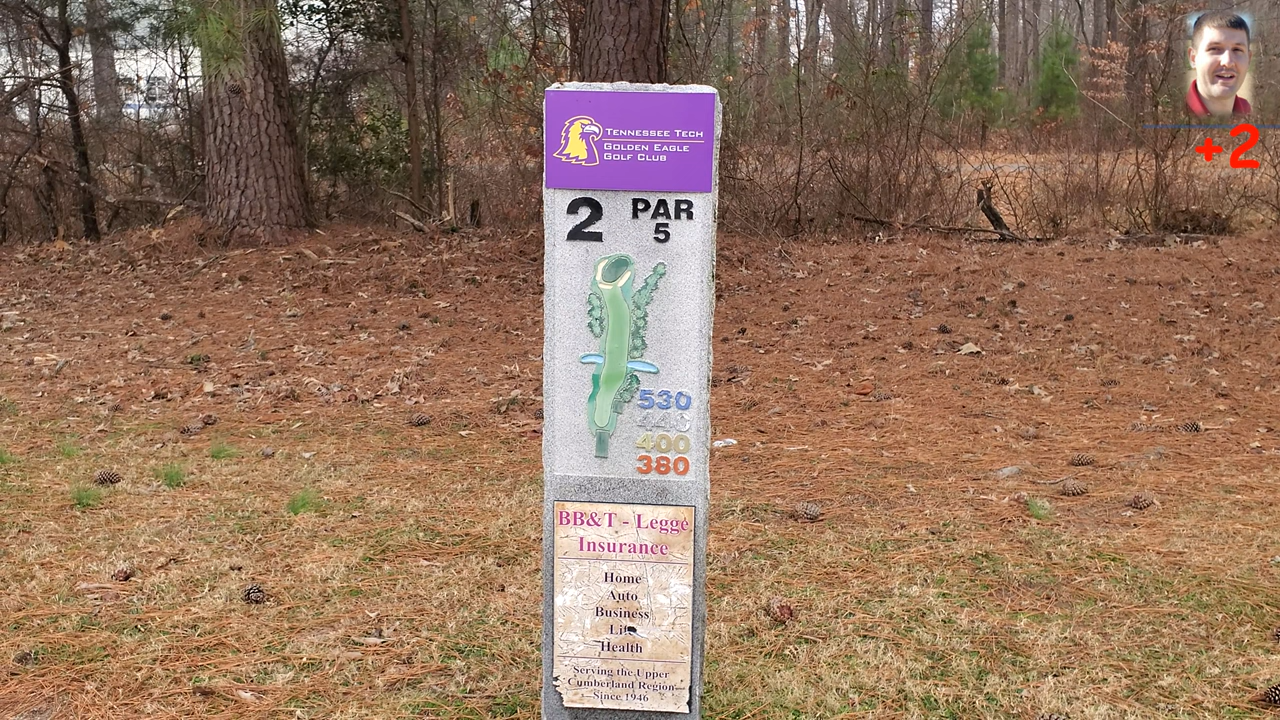 TENNESSEE TECH
GOLDEN EAGLE
GOLF CLUB
+2
2 PAR
5
530
400
380
BB&T - Legge
Insurance
Home
Auto
Business
Life
Health
Serving the Upper
Cumberland Region
Since 1946